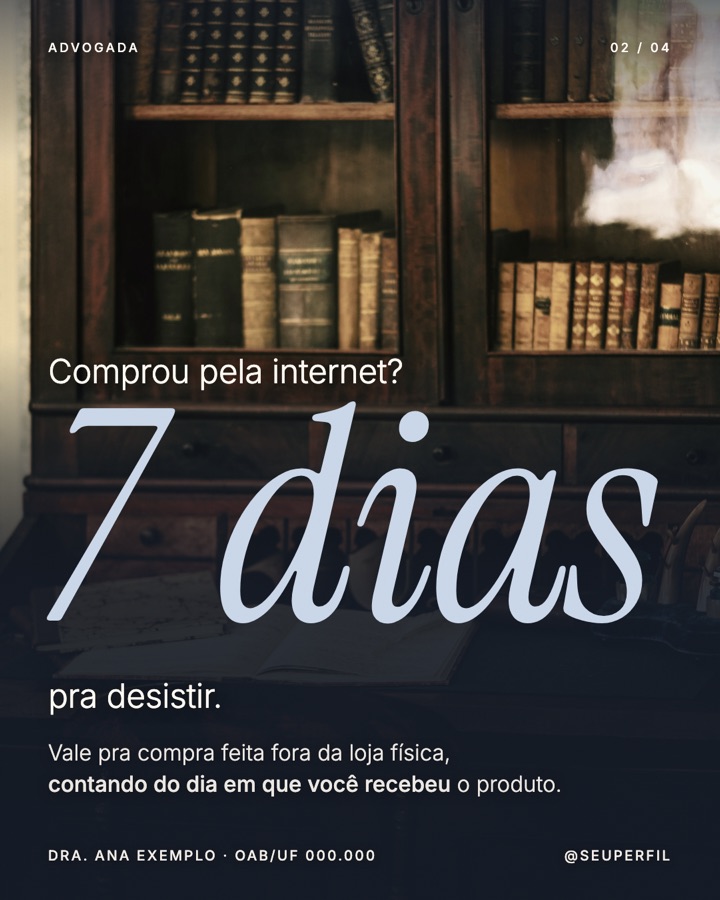 ADVOGADA
02 / 04
Comprou pela internet?
7 dias
pra desistir.
Vale pra compra feita fora da loja física,
contando do dia em que você recebeu o produto.
DRA. ANA EXEMPLO · OAB/UF 000.000
@SEUPERFIL